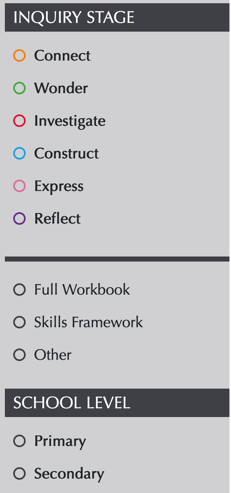 INQUIRY STAGE
Connect
Wonder
Investigate
Construct
Express
Reflect
Full Workbook
Skills Framework
Other
SCHOOL LEVEL
Primary
Secondary